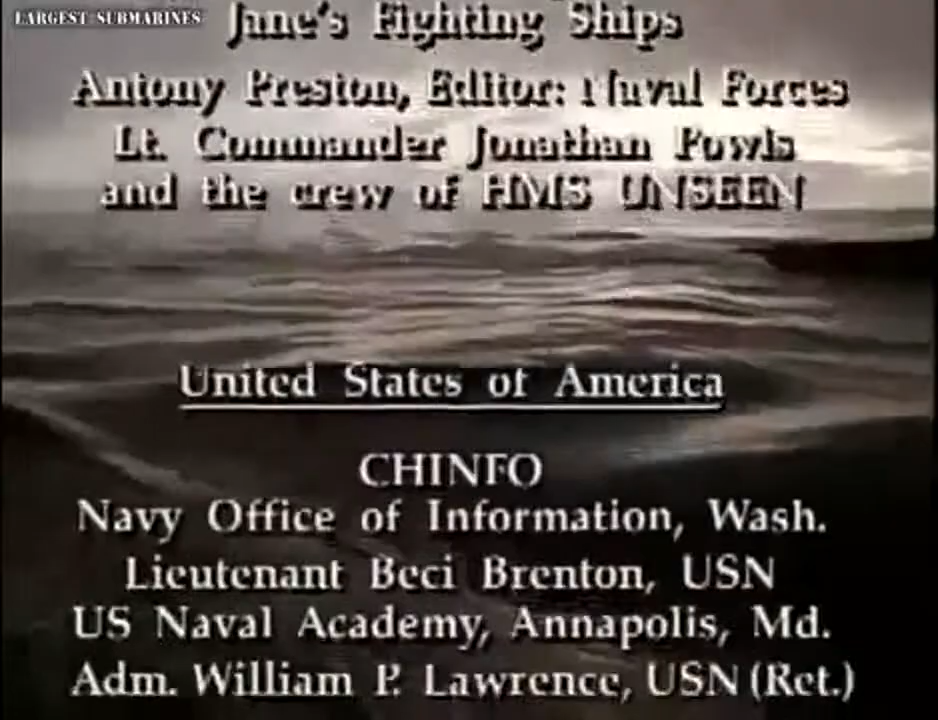 LARGEST SUBMARINES
Jane's Fighting Ships
Antony Preston, Editor: Naval Forces
Lt. Commander Jonathan Powls
and the crew of HMS UNSEEN
United States of America
CHINFO
Navy Office of Information, Wash.
Lieutenant Beci Brenton, USN
US Naval Academy, Annapolis, Md.
Adm. William P. Lawrence, USN (Ret.)